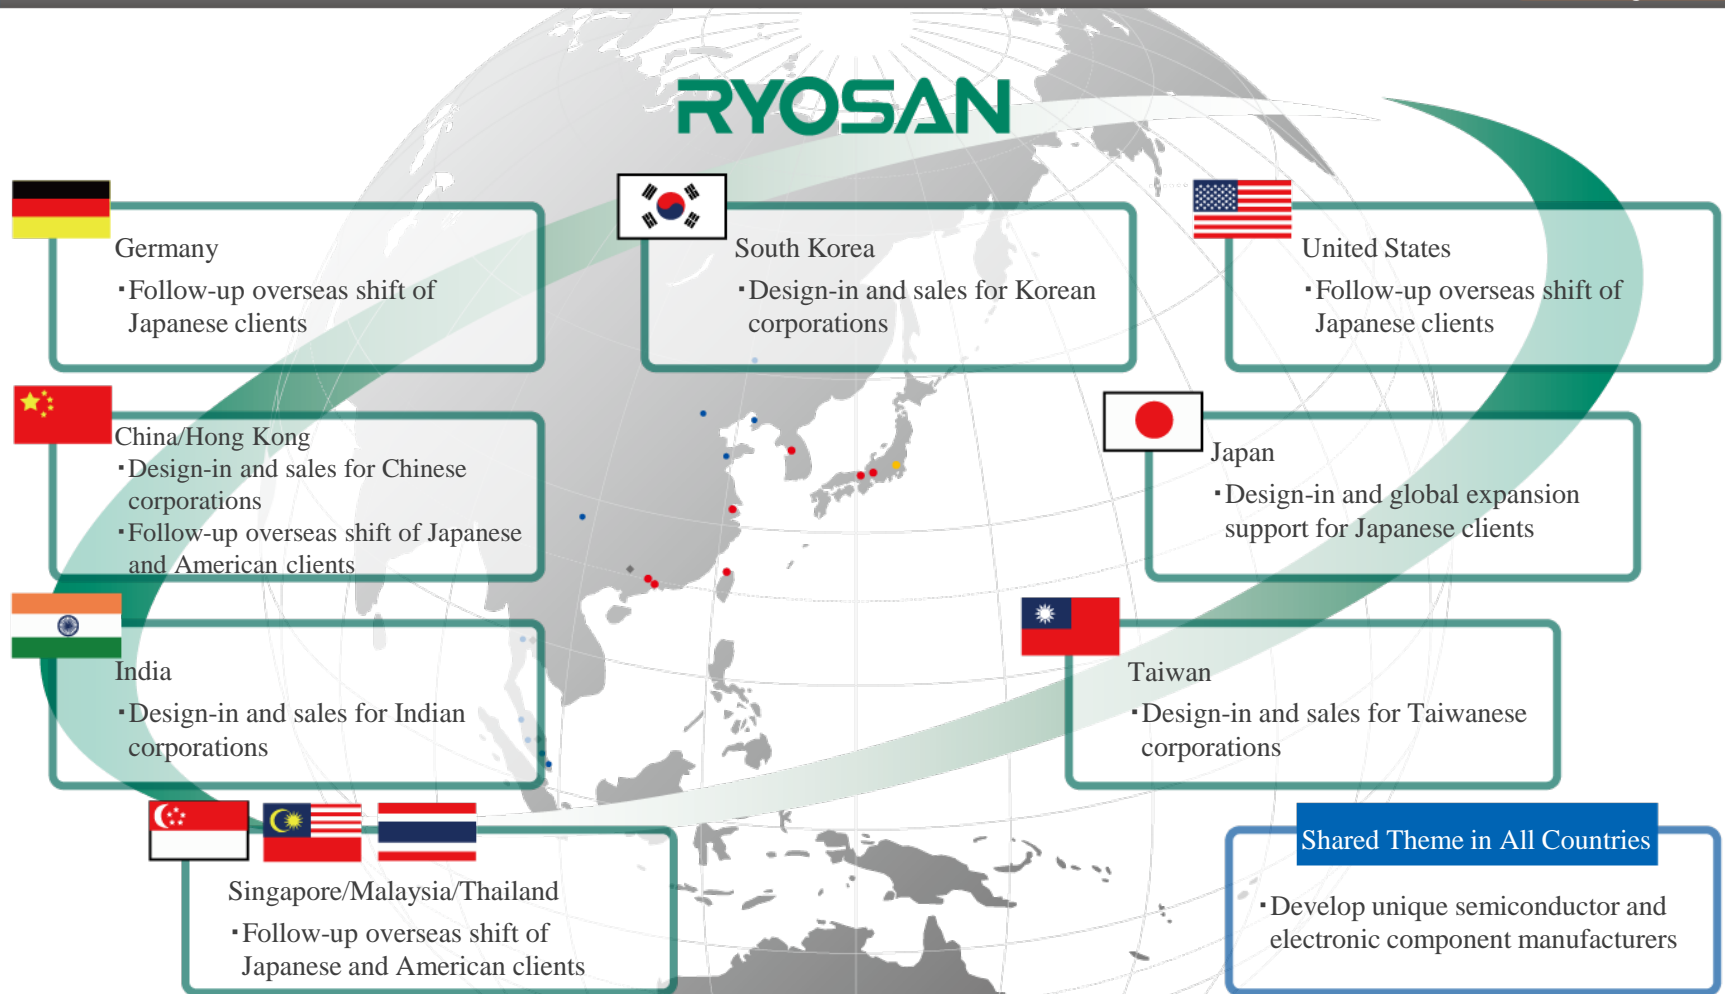 RYOSAN
Germany
・Follow-up overseas shift of
Japanese clients
South Korea
・Design-in and sales for Korean
corporations
United States
・Follow-up overseas shift of
Japanese clients
China/Hong Kong
・Design-in and sales for Chinese
corporations
・Follow-up overseas shift of Japanese
and American clients
Japan
・Design-in and global expansion
support for Japanese clients
India
・Design-in and sales for Indian
corporations
Taiwan
・Design-in and sales for Taiwanese
corporations
Singapore/Malaysia/Thailand
・Follow-up overseas shift of
Japanese and American clients
Shared Theme in All Countries
・Develop unique semiconductor and
electronic component manufacturers